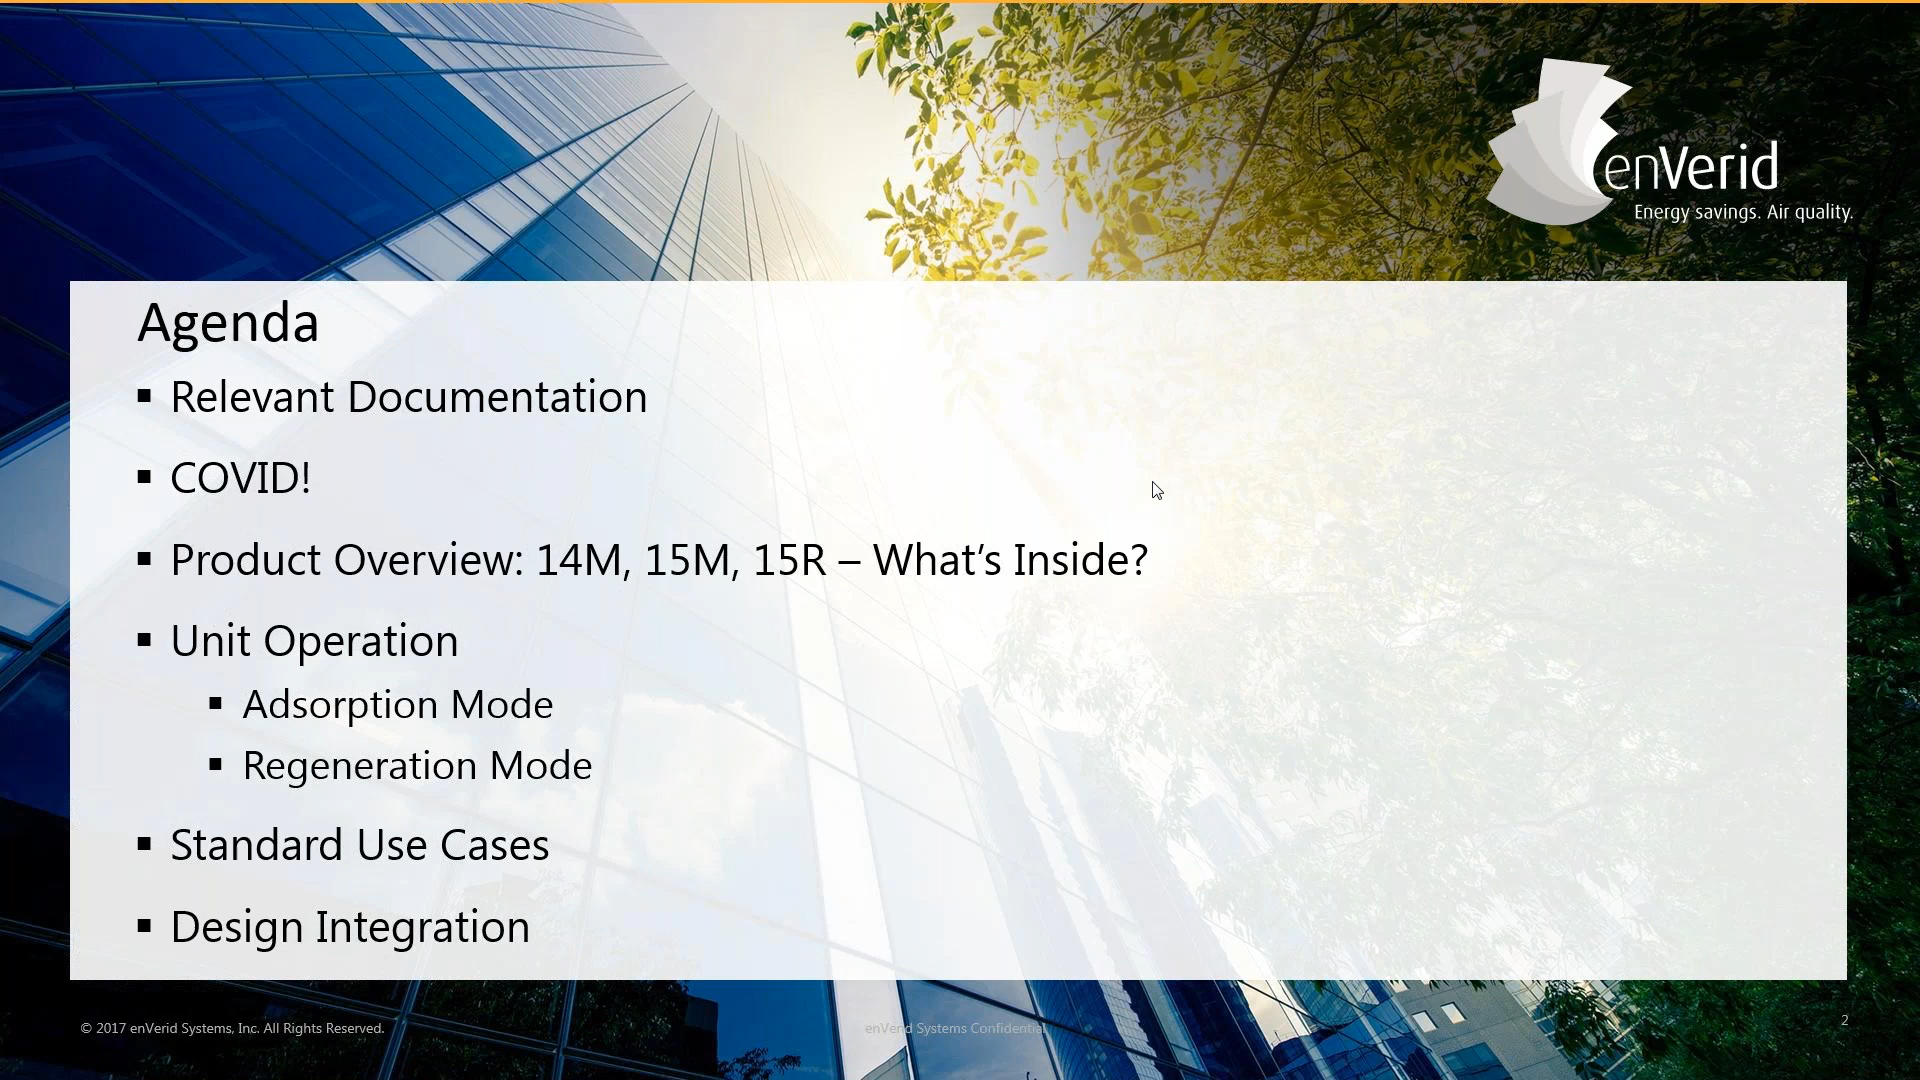 enVerid
Energy savings. Air quality.
Agenda
▪ Relevant Documentation
▪ COVID!
▪ Product Overview: 14M, 15M, 15R – What’s Inside?
▪ Unit Operation
▪ Adsorption Mode
▪ Regeneration Mode
▪ Standard Use Cases
▪ Design Integration
© 2017 enVerid Systems, Inc. All Rights Reserved.
enVerid Systems Confidential
2